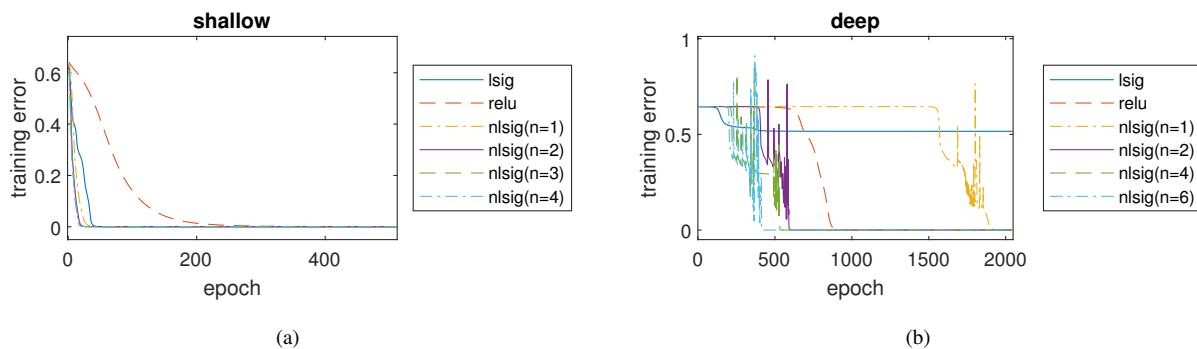 shallow
training error
0.6
0.4
0.2
0
0
200
400
epoch
lsig
relu
nlsig(n=1)
nlsig(n=2)
nlsig(n=3)
nlsig(n=4)
(a)
deep
training error
1
0.5
0
0
500
1000
1500
2000
epoch
lsig
relu
nlsig(n=1)
nlsig(n=2)
nlsig(n=4)
nlsig(n=6)
(b)